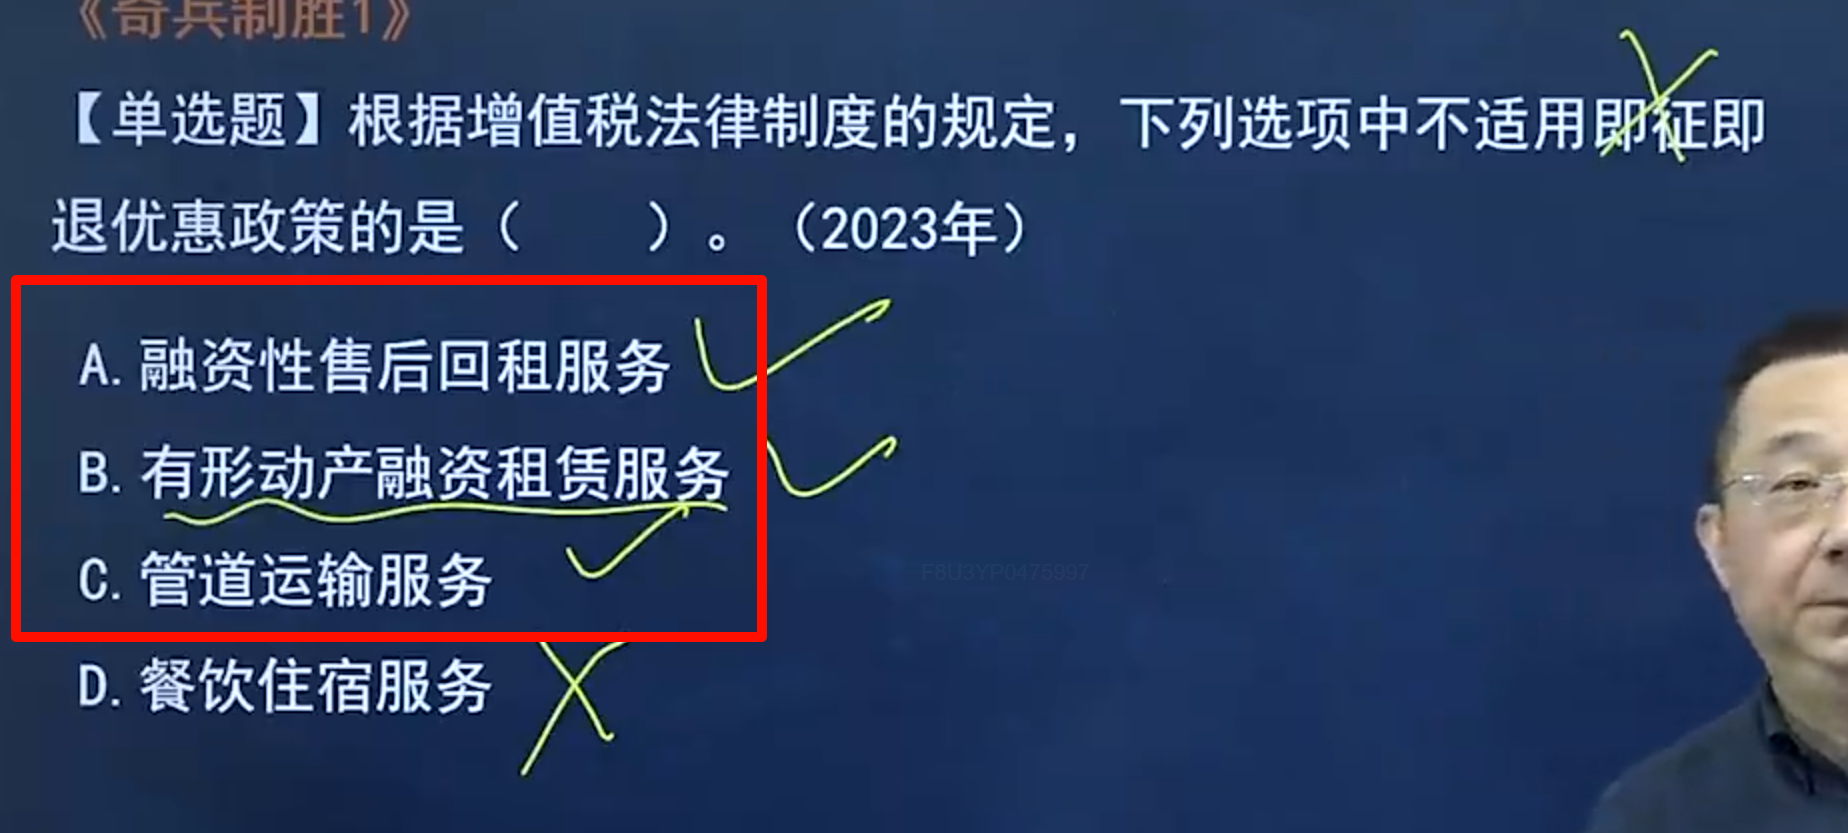 《奇兵制胜1》
【单选题】根据增值税法律制度的规定，下列选项中不适用即征即
退优惠政策的是（　　）。（2023年）
A.融资性售后回租服务
B.有形动产融资租赁服务
C.管道运输服务
F8U3YP0475997
D.餐饮住宿服务